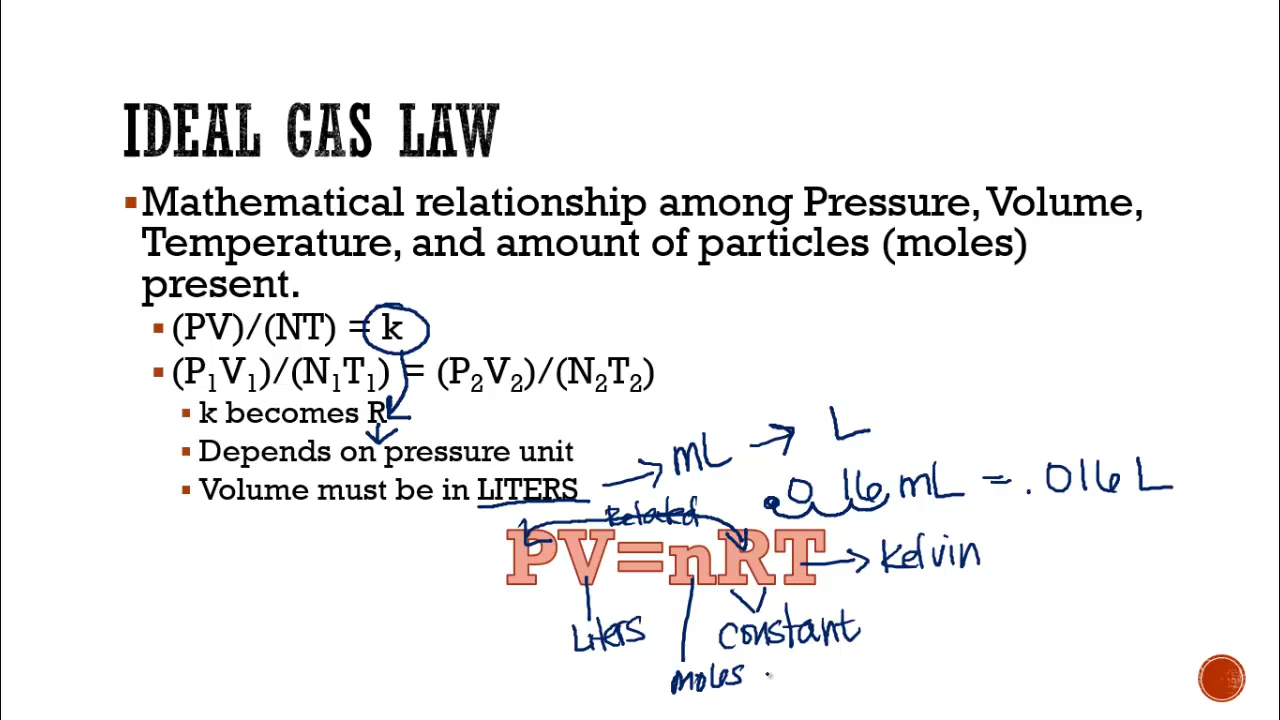 IDEAL GAS LAW
▪Mathematical relationship among Pressure, Volume,
Temperature, and amount of particles (moles)
present.
▪ (PV)/(NT) = k
▪ (P₁V₁)/(N₁T₁) = (P₂V₂)/(N₂T₂)
▪ k becomes R
▪ Depends on pressure unit
▪ Volume must be in LITERS
→ mL → L
016 mL = .016 L
Related
PV=nRT
→ Kelvin
Liters
constant
moles